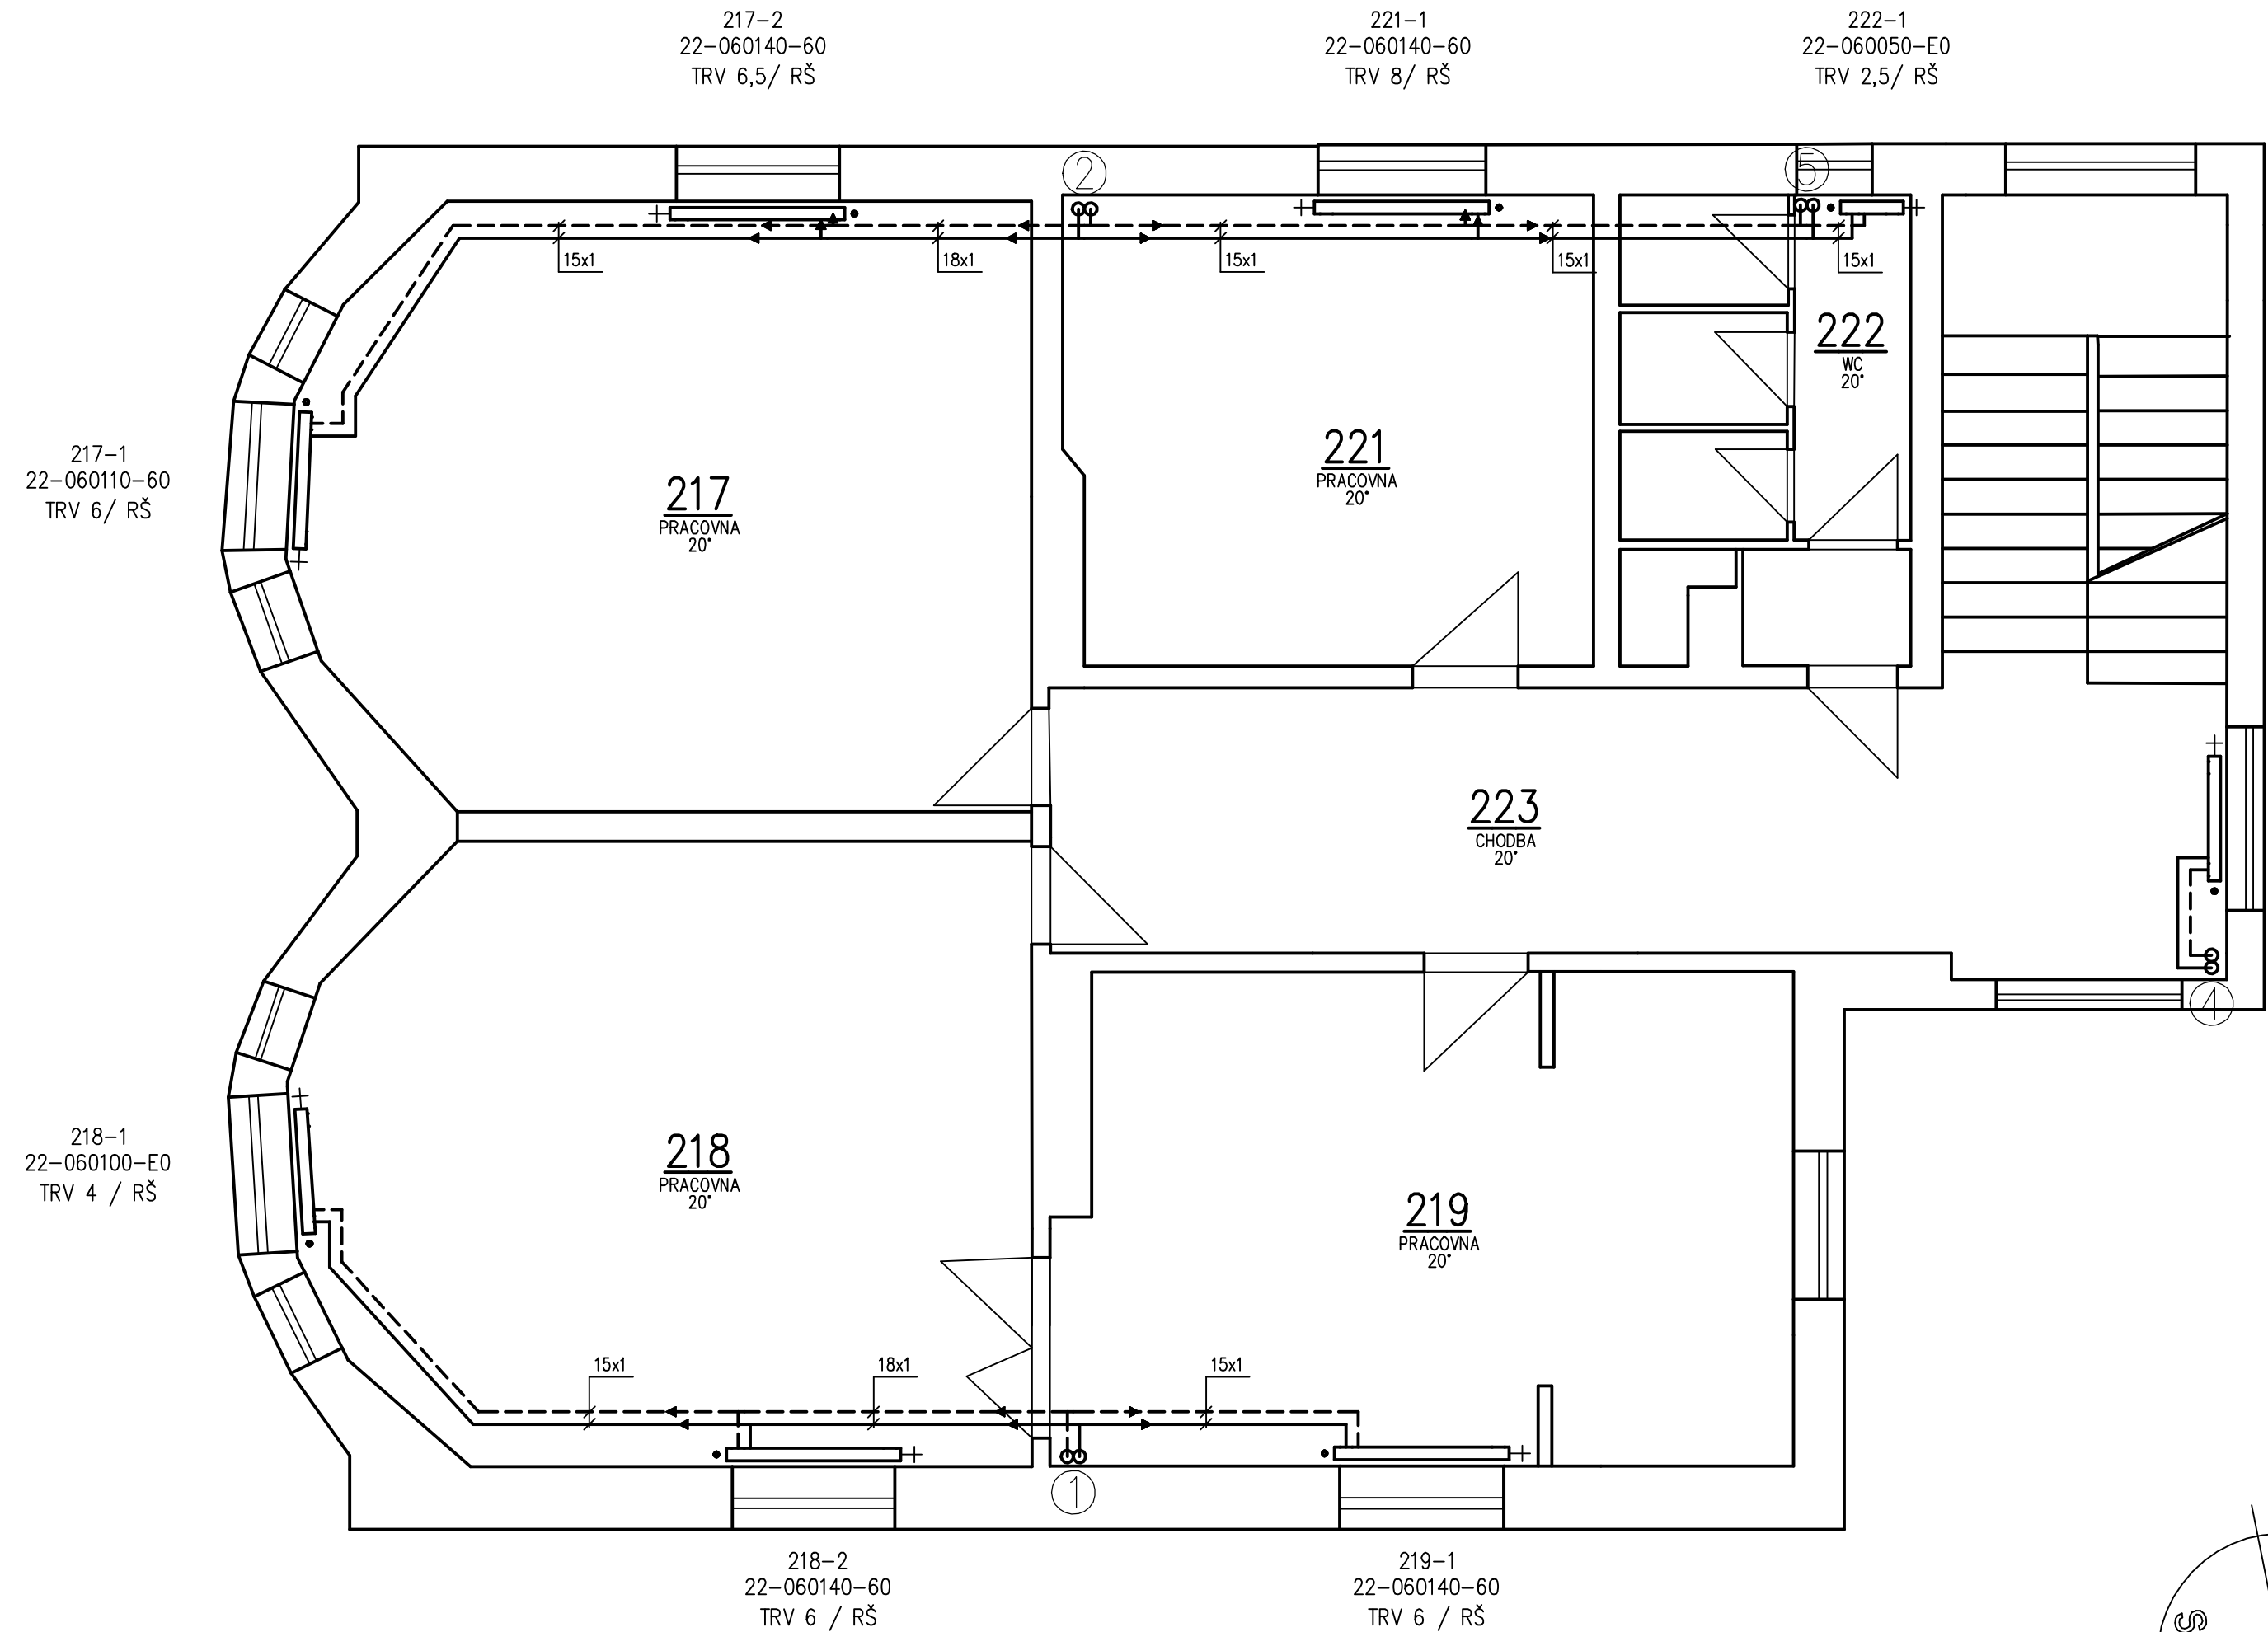 217-2
22-060140-60
TRV 6,5/ RŠ
221-1
22-060140-60
TRV 8/ RŠ
222-1
22-060050-E0
TRV 2,5/ RŠ
2
5
15x1
18x1
15x1
15x1
15x1
222
WC
20°
217-1
22-060110-60
TRV 6/ RŠ
217
PRACOVNA
20°
221
PRACOVNA
20°
223
CHODBA
20°
4
218-1
22-060100-E0
TRV 4 / RŠ
218
PRACOVNA
20°
219
PRACOVNA
20°
15x1
18x1
15x1
1
218-2
22-060140-60
TRV 6 / RŠ
219-1
22-060140-60
TRV 6 / RŠ
S